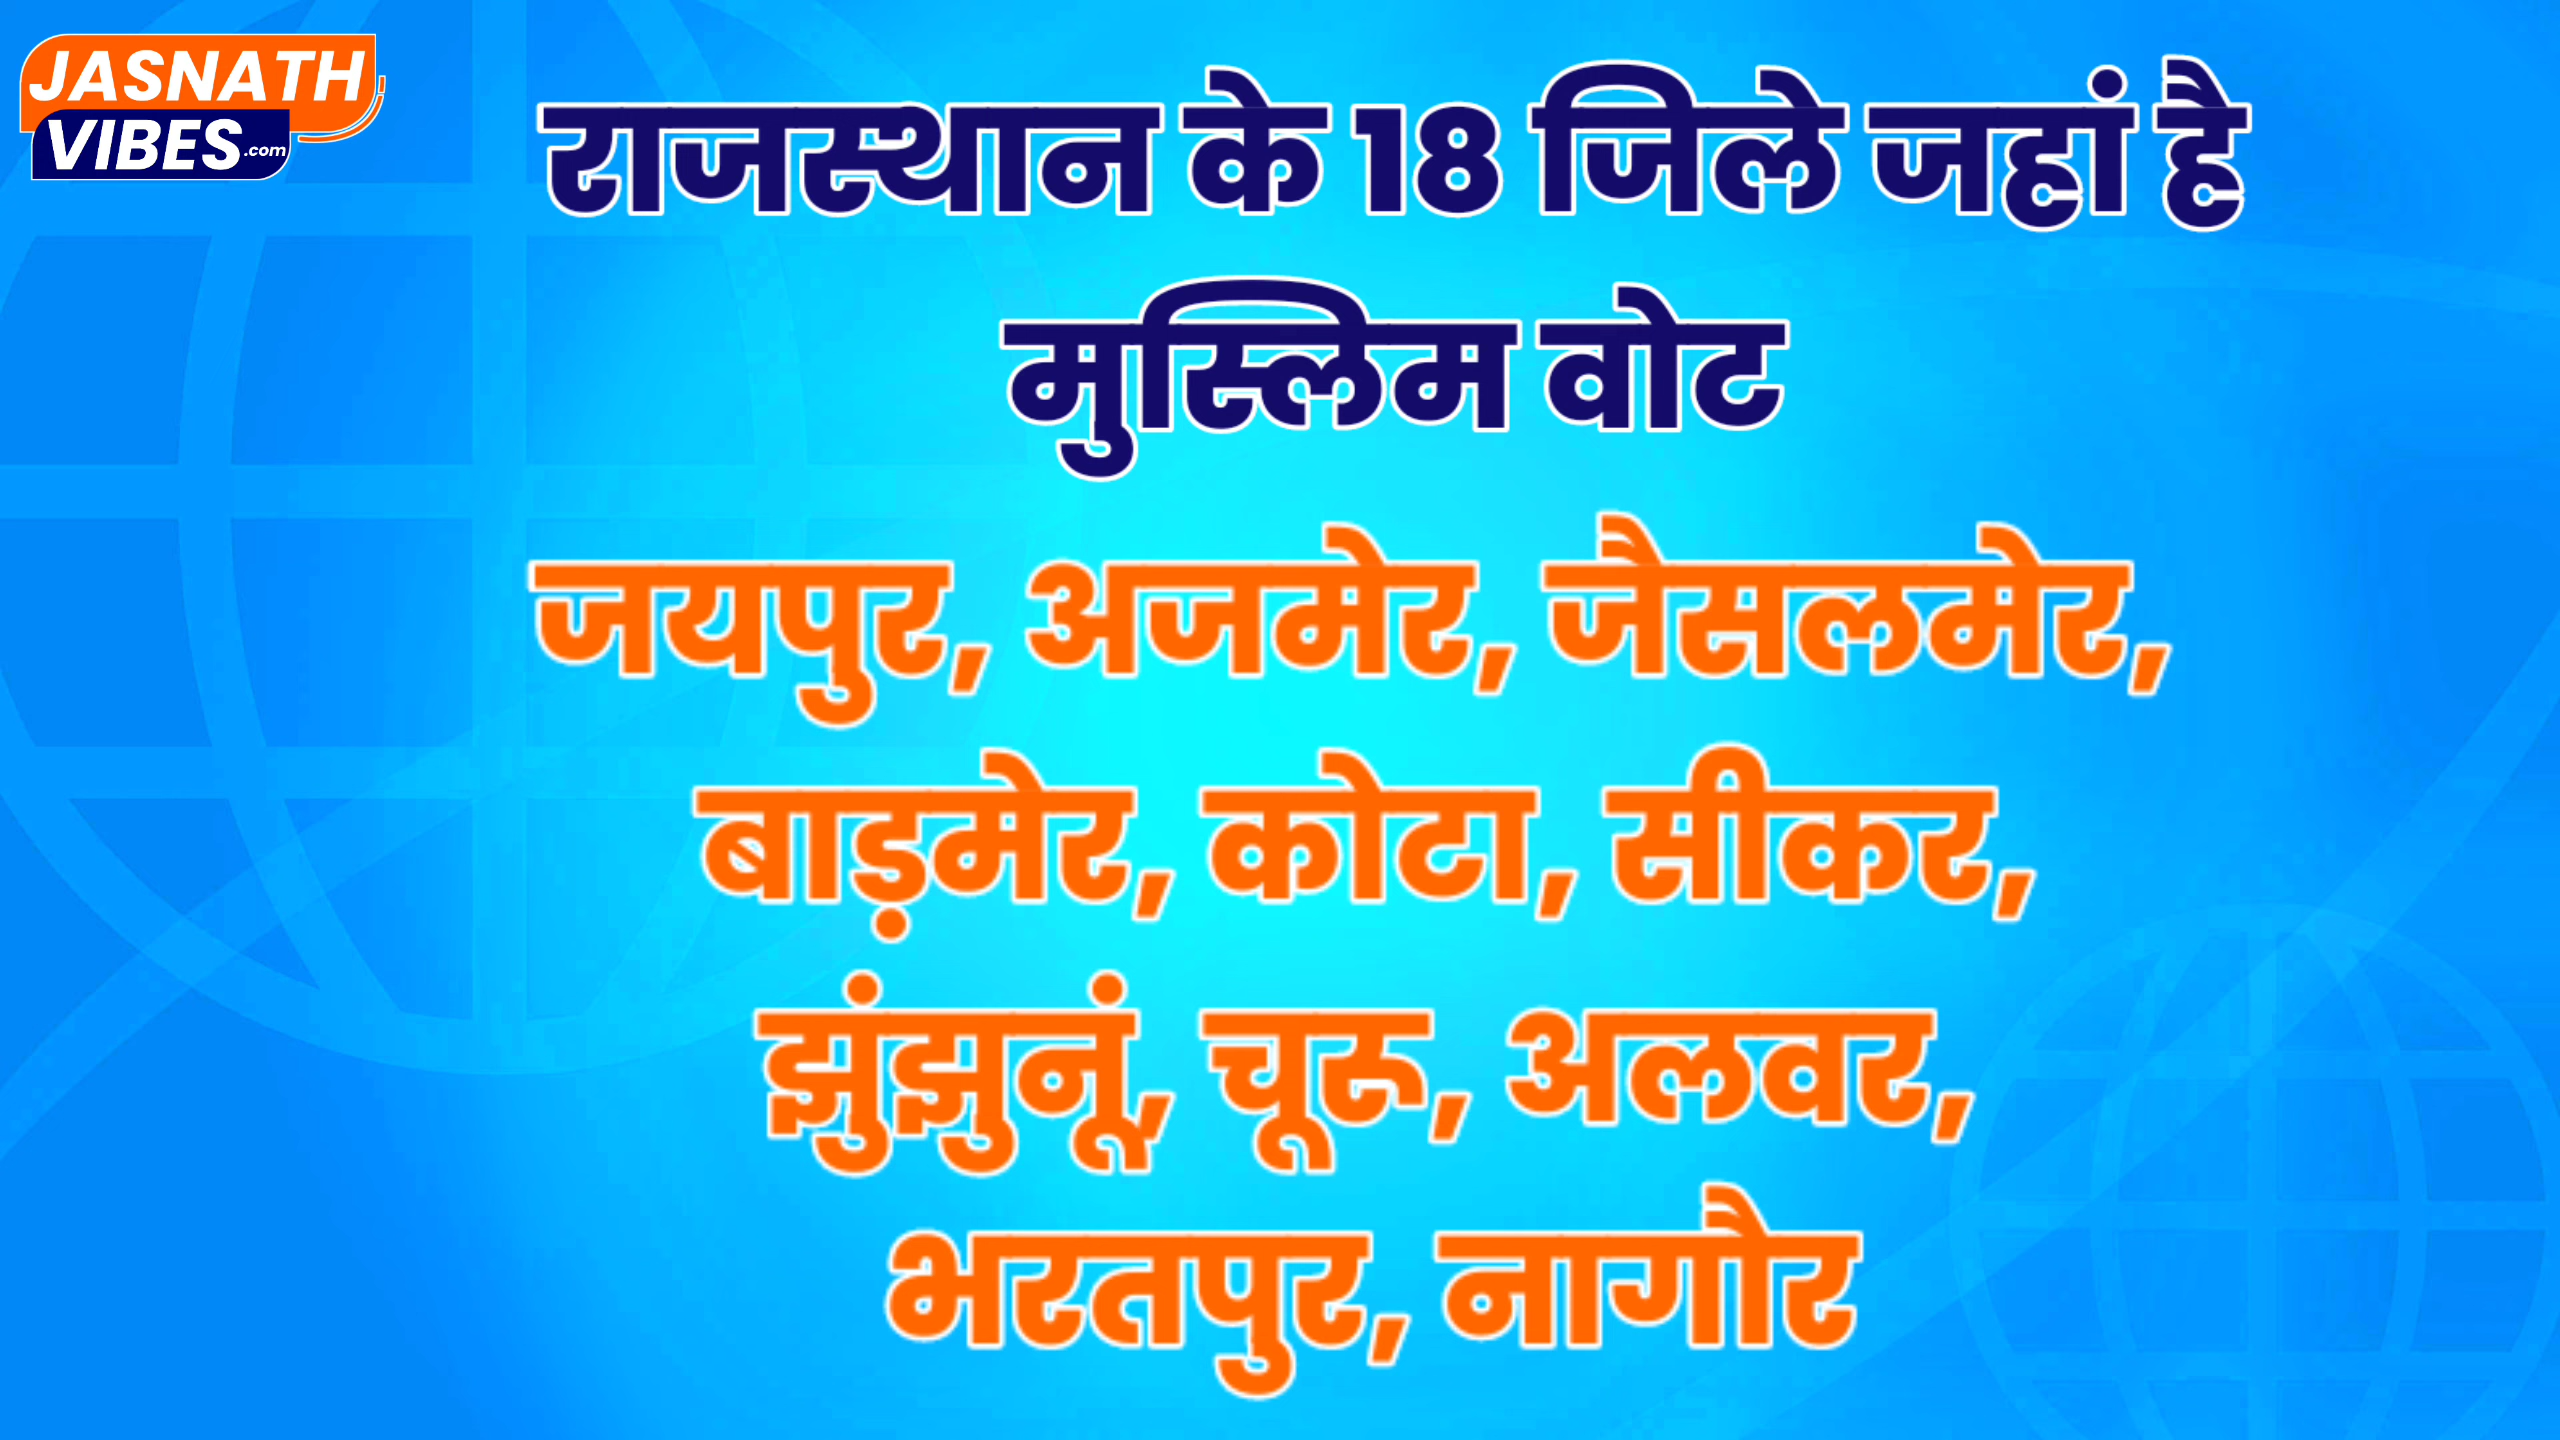 JASNATH
VIBES.com
राजस्थान के 18 जिले जहां है
मुस्लिम वोट
जयपुर, अजमेर, जैसलमेर,
बाड़मेर, कोटा, सीकर,
झुंझुनूं, चूरू, अलवर,
भरतपुर, नागौर